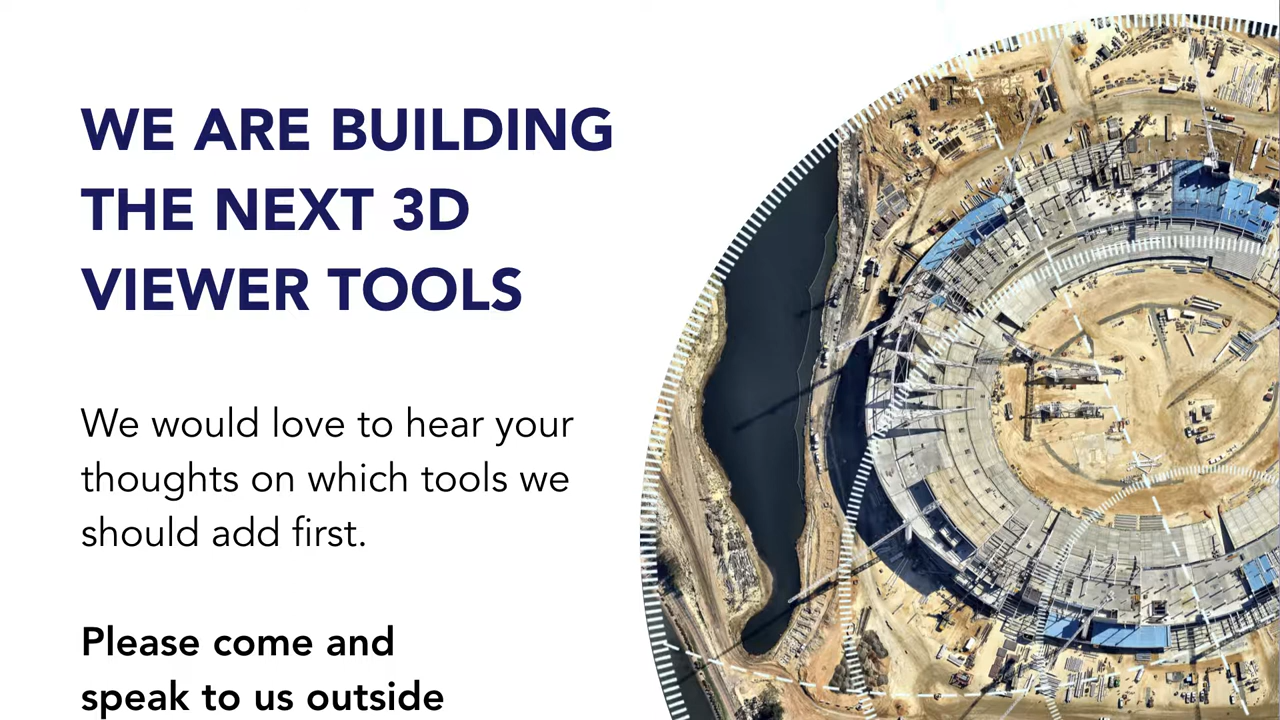 WE ARE BUILDING
THE NEXT 3D
VIEWER TOOLS
We would love to hear your
thoughts on which tools we
should add first.
Please come and
speak to us outside